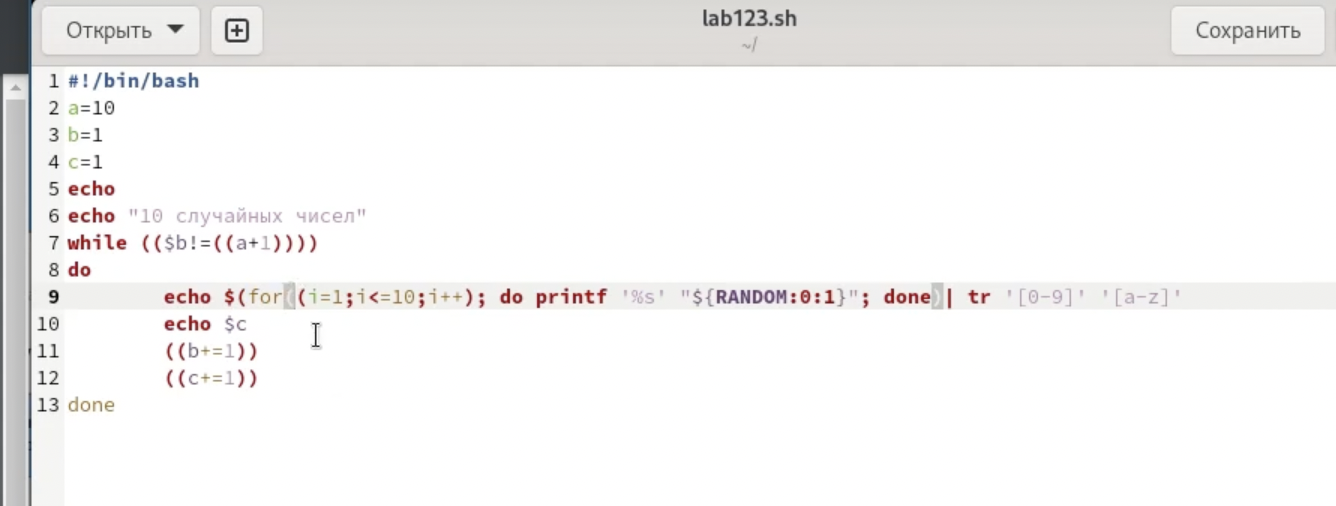 Открыть
lab123.sh
~/
Сохранить
1 #!/bin/bash
2 a=10
3 b=1
4 c=1
5 echo
6 echo "10 случайных чисел"
7 while (($b!=((a+1))))
8 do
9 echo $(for((i=1;i<=10;i++); do printf '%s' "${RANDOM:0:1}"; done)| tr '[0-9]' '[a-z]'
10 echo $c
11 ((b+=1))
12 ((c+=1))
13 done